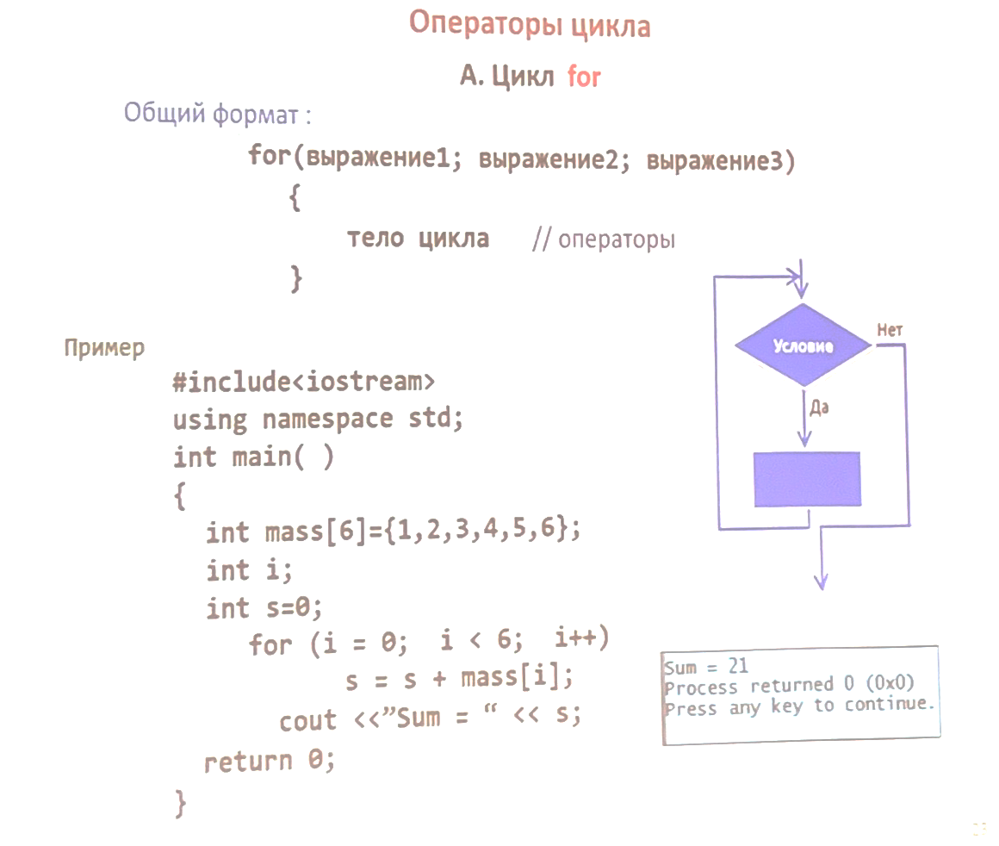 Операторы цикла
А. Цикл for
Общий формат :
for(выражение1; выражение2; выражение3)
{
тело цикла // операторы
}
Пример
#include<iostream>
using namespace std;
int main( )
{
int mass[6]={1,2,3,4,5,6};
int i;
int s=0;
for (i = 0; i < 6; i++)
s = s + mass[i];
cout <<”Sum = “ << s;
return 0;
}
Условие
Нет
Да
Sum = 21
Process returned 0 (0x0)
Press any key to continue.